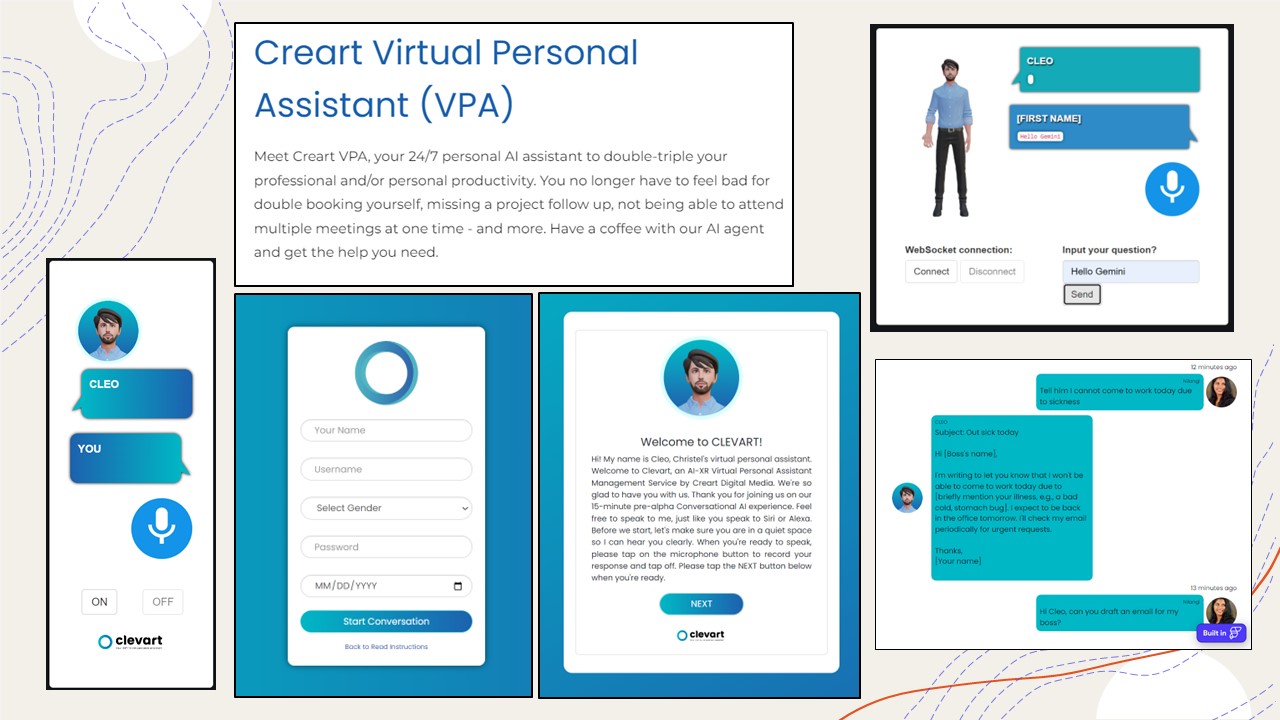 Creart Virtual Personal
Assistant (VPA)
Meet Creart VPA, your 24/7 personal AI assistant to double-triple your
professional and/or personal productivity. You no longer have to feel bad for
double booking yourself, missing a project follow up, not being able to attend
multiple meetings at one time - and more. Have a coffee with our AI agent
and get the help you need.
CLEO
[FIRST NAME]
Hello Gemini
WebSocket connection:
Connect
Disconnect
Input your question?
Hello Gemini
Send
CLEO
YOU
ON
OFF
clevart
Your Name
Username
Select Gender
Password
MM/DD/YYYY
Start Conversation
Back to Read Instructions
Welcome to CLEVART!
Hi! My name is Cleo, Christel's virtual personal assistant.
Welcome to Clevart, an AI-XR Virtual Personal Assistant
Management Service by Creart Digital Media. We're so
glad to have you with us. Thank you for joining us on our
15-minute pre-alpha Conversational AI experience. Feel
free to speak to me, just like you speak to Siri or Alexa.
Before we start, let's make sure you are in a quiet space
so I can hear you clearly. When you're ready to speak,
please tap on the microphone button to record your
response and tap off. Please tap the NEXT button below
when you're ready.
NEXT
clevart
12 minutes ago
Tell him I cannot come to work today due
to sickness
CLEO
Subject: Out sick today
Hi [Boss's name],
I'm writing to let you know that I won't be
able to come to work today due to
[briefly mention your illness, e.g., a bad
cold, stomach bug]. I expect to be back
in the office tomorrow. I'll check my email
periodically for urgent requests.
Thanks,
[Your name]
13 minutes ago
Hi Cleo, can you draft an email for my
boss?
Built in